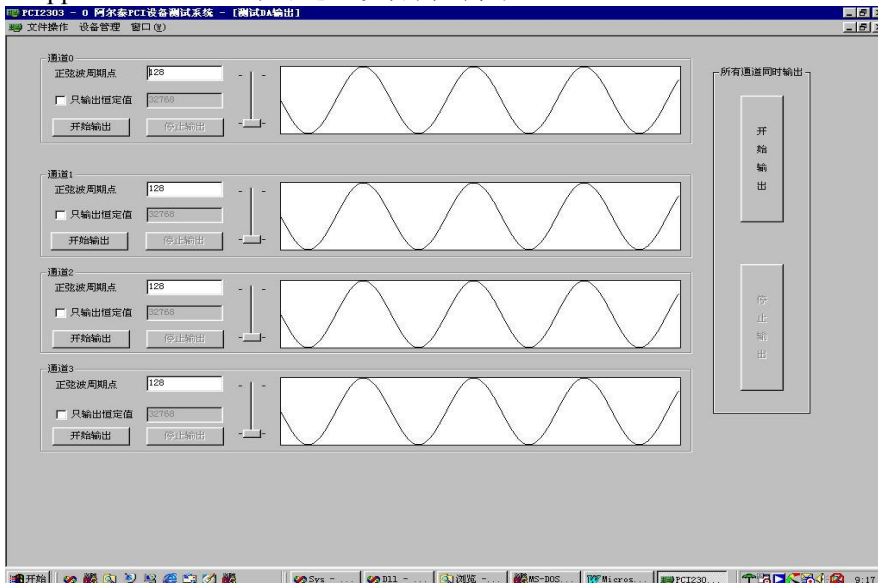 PCI2303 - 0 阿尔泰PCI设备测试系统 - [测试DA输出]
文件操作 设备管理 窗口(W)
通道0
正弦波周期点 128
只输出恒定值 32768
开始输出 停止输出
通道1
正弦波周期点 128
只输出恒定值 32768
开始输出 停止输出
通道2
正弦波周期点 128
只输出恒定值 32768
开始输出 停止输出
通道3
正弦波周期点 128
只输出恒定值 32768
开始输出 停止输出
所有通道同时输出
开始输出
停止输出
开始 Sys - ... Dll - ... 浏览 - ... MS-DOS... Micros... PCI230... 9:17